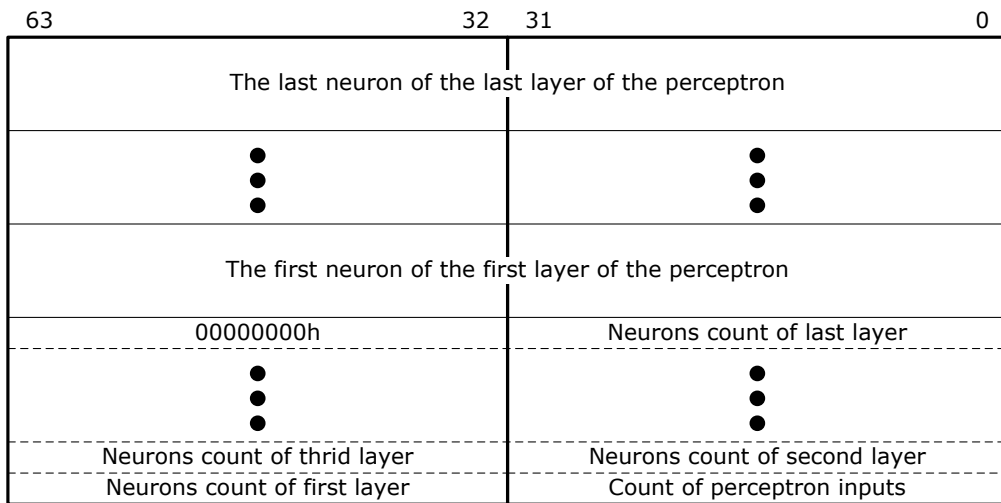 63 32 31 0
The last neuron of the last layer of the perceptron
The first neuron of the first layer of the perceptron
00000000h Neurons count of last layer
Neurons count of thrid layer Neurons count of second layer
Neurons count of first layer Count of perceptron inputs